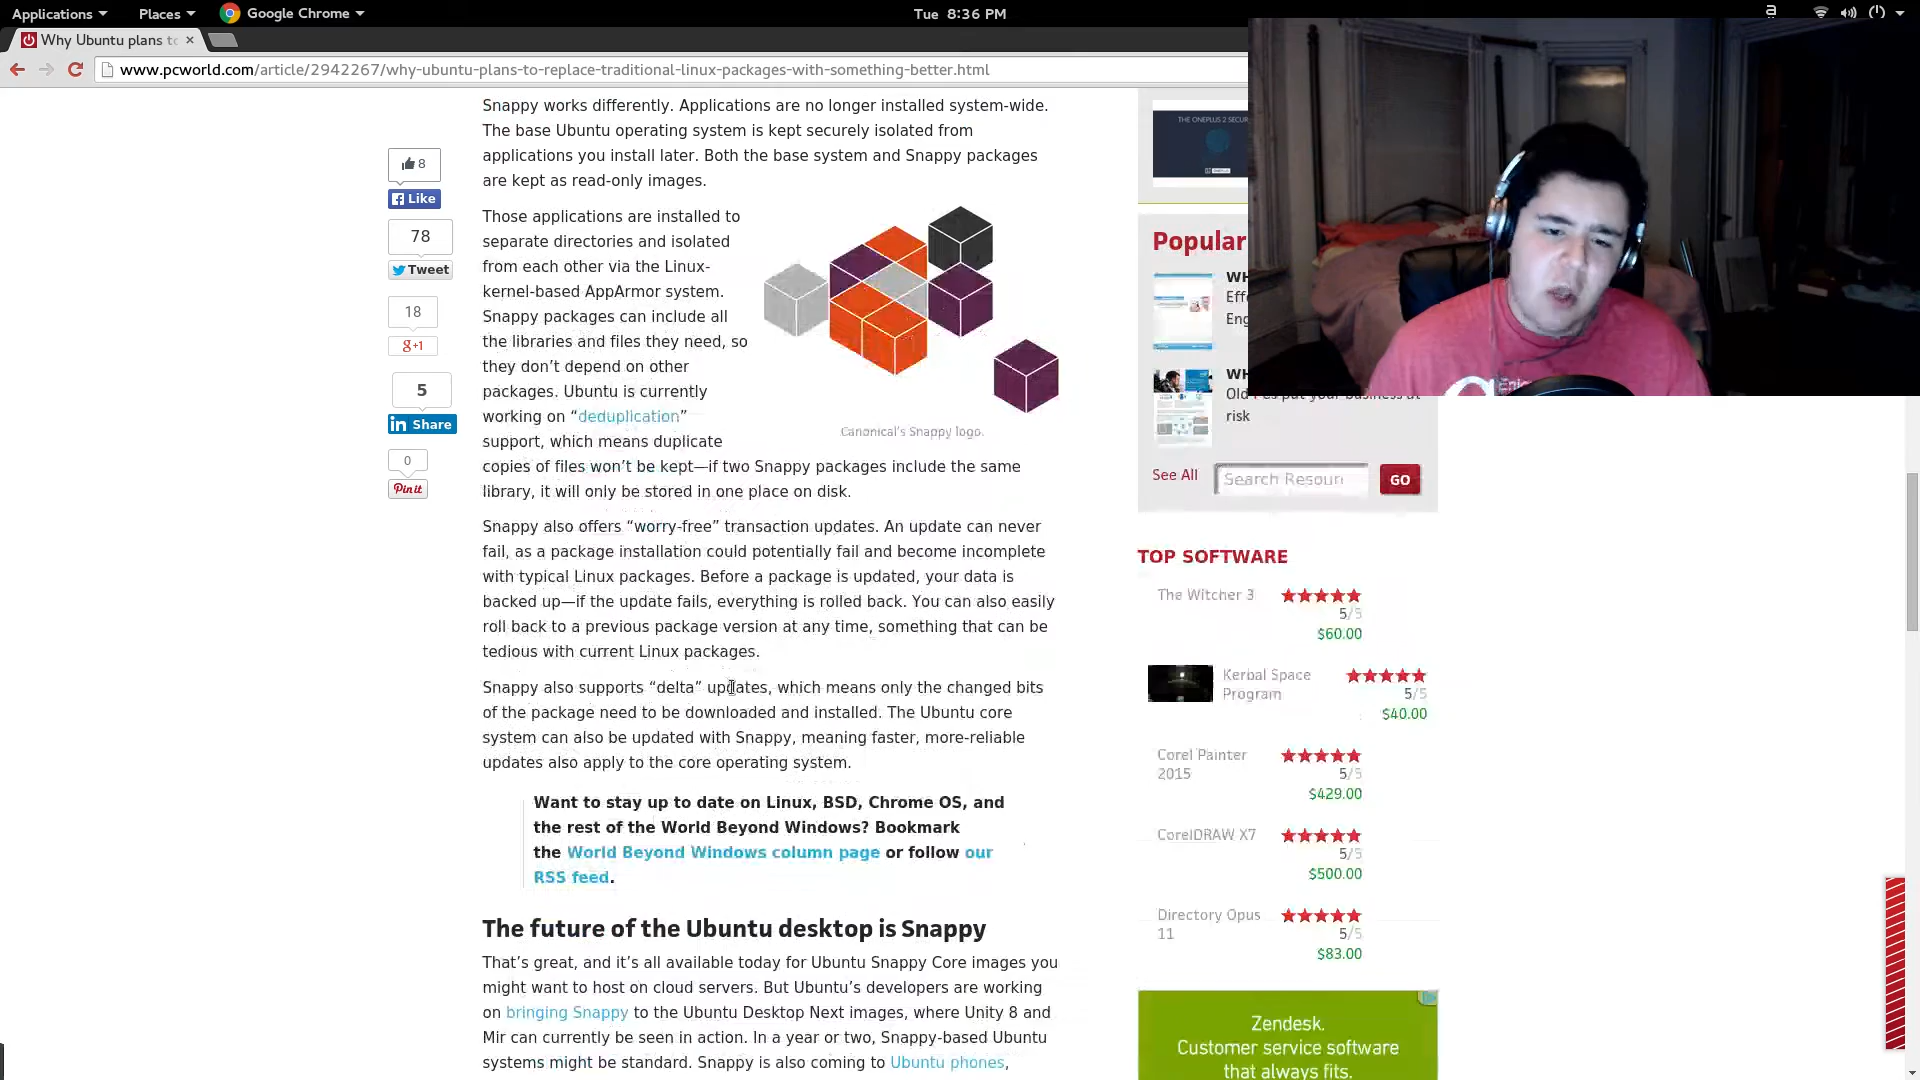 Applications
Places
Google Chrome
Tue 8:36 PM
a
Why Ubuntu plans to
www.pcworld.com/article/2942267/why-ubuntu-plans-to-replace-traditional-linux-packages-with-something-better.html
8
Like
78
Tweet
18
g+1
5
in Share
0
Pin it
Snappy works differently. Applications are no longer installed system-wide.
The base Ubuntu operating system is kept securely isolated from
applications you install later. Both the base system and Snappy packages
are kept as read-only images.
Those applications are installed to
separate directories and isolated
from each other via the Linux-
kernel-based AppArmor system.
Snappy packages can include all
the libraries and files they need, so
they don’t depend on other
packages. Ubuntu is currently
working on “deduplication”
support, which means duplicate
copies of files won’t be kept—if two Snappy packages include the same
library, it will only be stored in one place on disk.
Canonical’s Snappy logo.
Snappy also offers “worry-free” transaction updates. An update can never
fail, as a package installation could potentially fail and become incomplete
with typical Linux packages. Before a package is updated, your data is
backed up—if the update fails, everything is rolled back. You can also easily
roll back to a previous package version at any time, something that can be
tedious with current Linux packages.
Snappy also supports “delta” updates, which means only the changed bits
of the package need to be downloaded and installed. The Ubuntu core
system can also be updated with Snappy, meaning faster, more-reliable
updates also apply to the core operating system.
Want to stay up to date on Linux, BSD, Chrome OS, and
the rest of the World Beyond Windows? Bookmark
the World Beyond Windows column page or follow our
RSS feed.
The future of the Ubuntu desktop is Snappy
That’s great, and it’s all available today for Ubuntu Snappy Core images you
might want to host on cloud servers. But Ubuntu’s developers are working
on bringing Snappy to the Ubuntu Desktop Next images, where Unity 8 and
Mir can currently be seen in action. In a year or two, Snappy-based Ubuntu
systems might be standard. Snappy is also coming to Ubuntu phones,
THE ONEPLUS 2 SECUR
Popular
WH
Effe
Eng
WH
Old PCs put your business at
risk
See All
Search Resourc
GO
TOP SOFTWARE
The Witcher 3
5/5
$60.00
Kerbal Space
Program
5/5
$40.00
Corel Painter
2015
5/5
$429.00
CorelDRAW X7
5/5
$500.00
Directory Opus
11
5/5
$83.00
Zendesk.
Customer service software
that always fits.